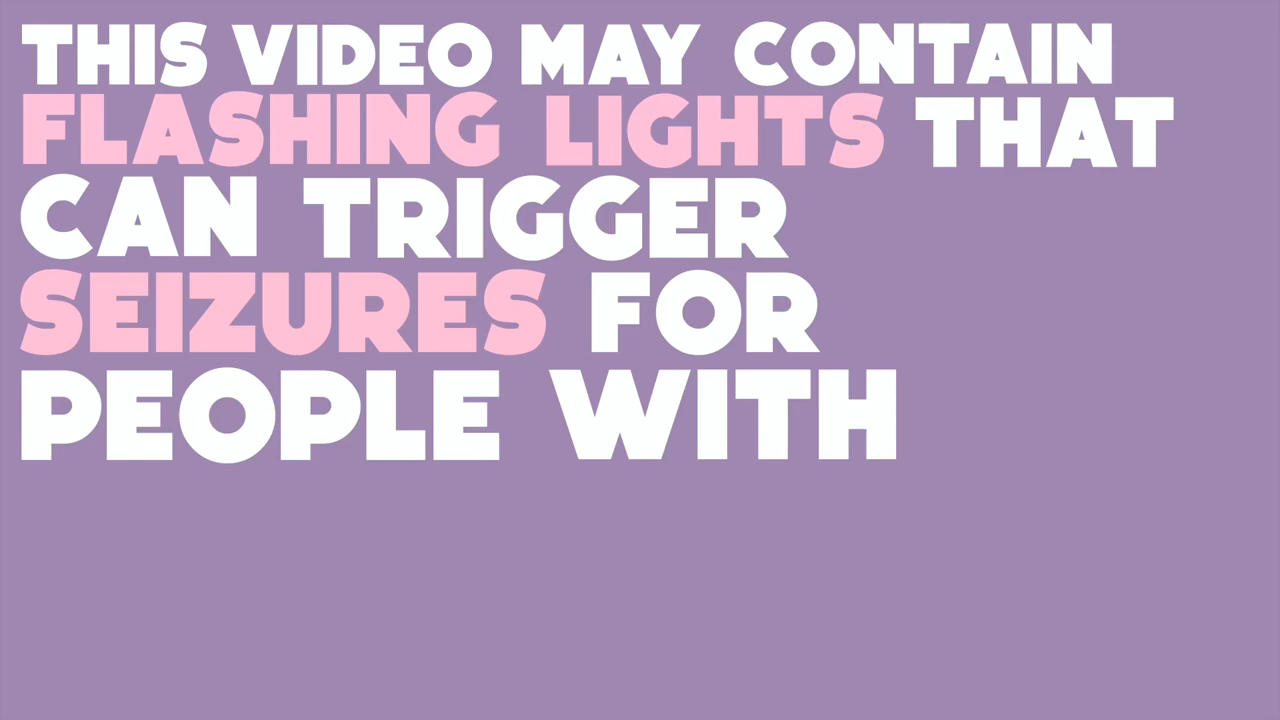 THIS VIDEO MAY CONTAIN
FLASHING LIGHTS THAT
CAN TRIGGER
SEIZURES FOR
PEOPLE WITH